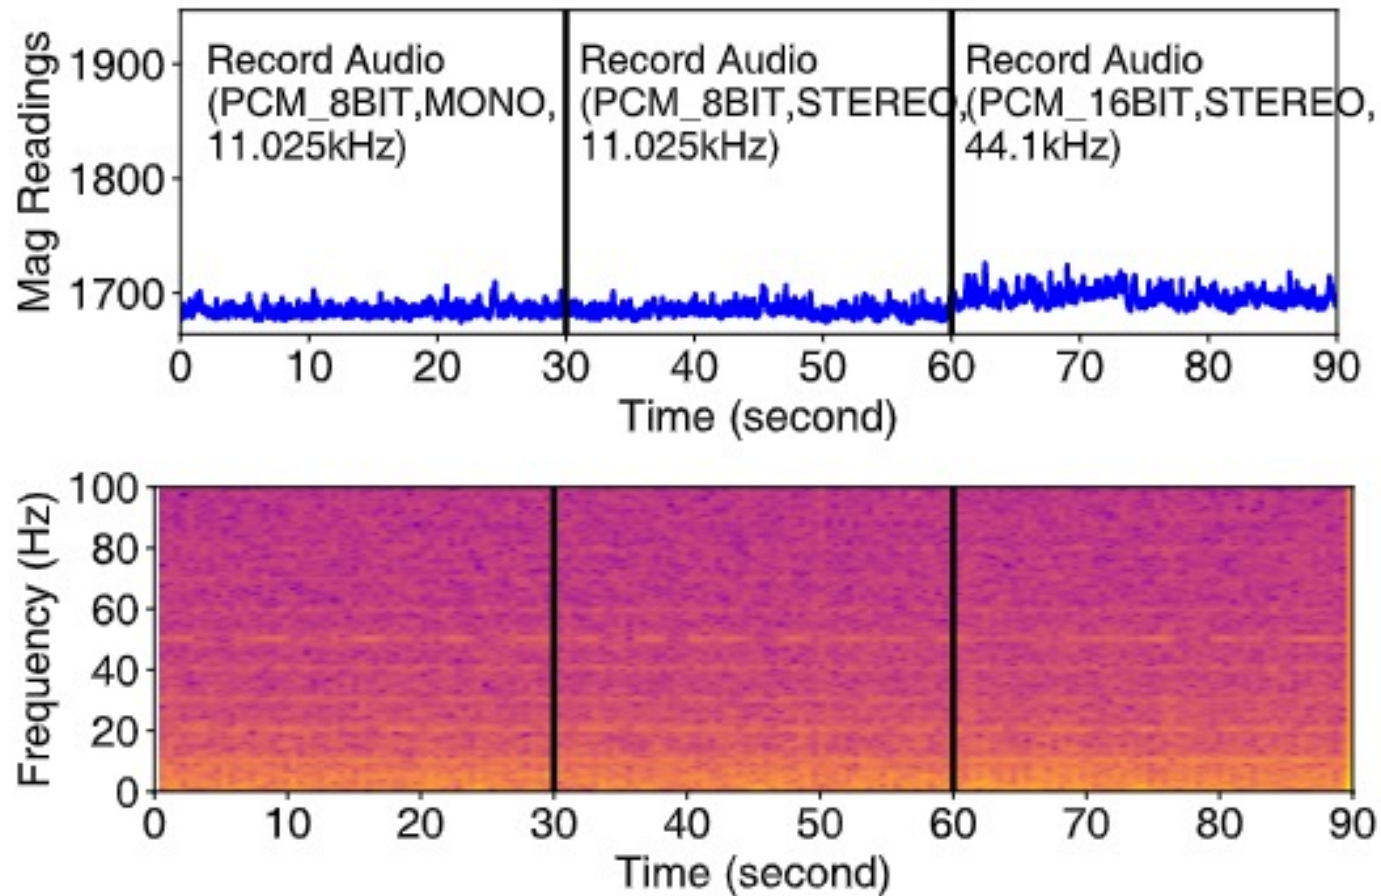 Mag Readings
1900
1800
1700
Record Audio
(PCM_8BIT,MONO,
11.025kHz)
Record Audio
(PCM_8BIT,STEREO,
11.025kHz)
Record Audio
(PCM_16BIT,STEREO,
44.1kHz)
0 10 20 30 40 50 60 70 80 90
Time (second)
Frequency (Hz)
100
80
60
40
20
0
0 10 20 30 40 50 60 70 80 90
Time (second)